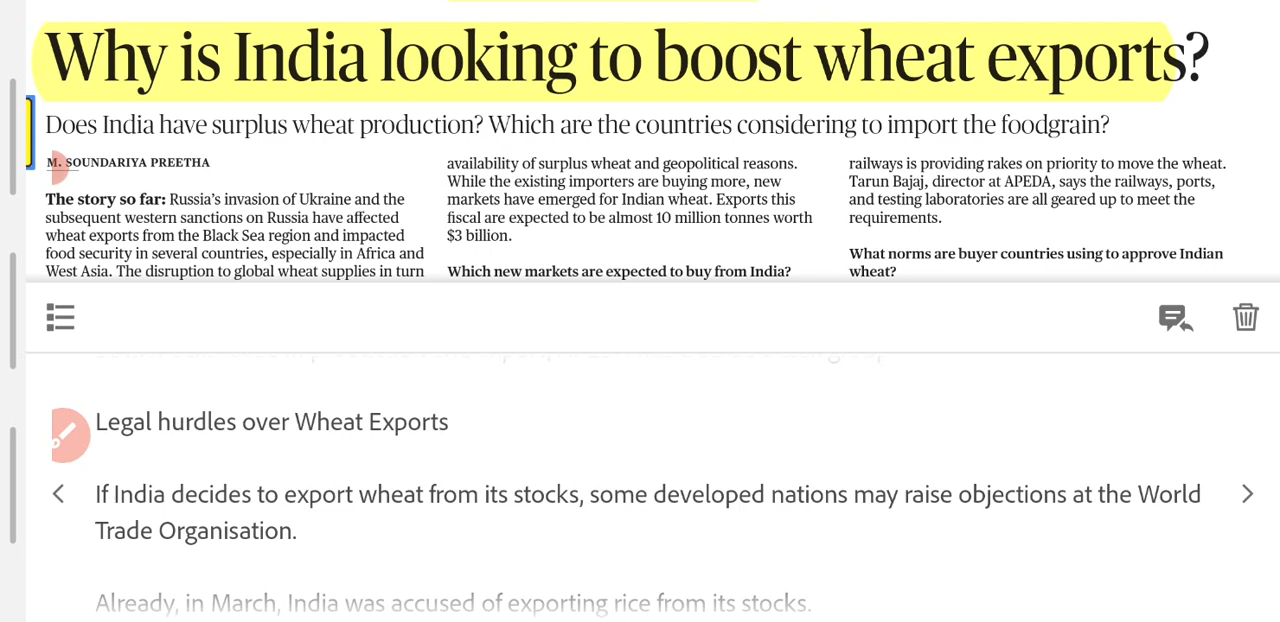 Why is India looking to boost wheat exports?
Does India have surplus wheat production? Which are the countries considering to import the foodgrain?
M. SOUNDARIYA PREETHA
The story so far: Russia's invasion of Ukraine and the
subsequent western sanctions on Russia have affected
wheat exports from the Black Sea region and impacted
food security in several countries, especially in Africa and
West Asia. The disruption to global wheat supplies in turn
availability of surplus wheat and geopolitical reasons.
While the existing importers are buying more, new
markets have emerged for Indian wheat. Exports this
fiscal are expected to be almost 10 million tonnes worth
$3 billion.
Which new markets are expected to buy from India?
railways is providing rakes on priority to move the wheat.
Tarun Bajaj, director at APEDA, says the railways, ports,
and testing laboratories are all geared up to meet the
requirements.
What norms are buyer countries using to approve Indian
wheat?
Legal hurdles over Wheat Exports
If India decides to export wheat from its stocks, some developed nations may raise objections at the World
Trade Organisation.
Already, in March, India was accused of exporting rice from its stocks.